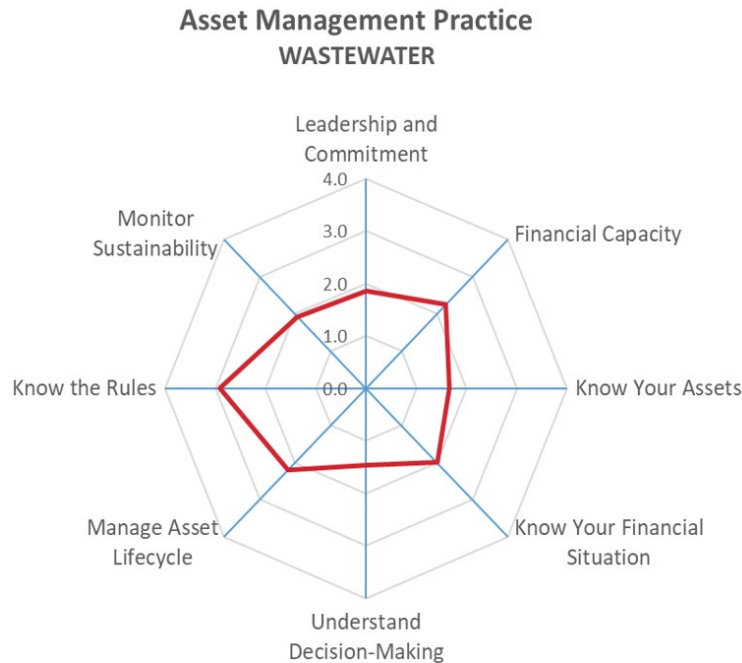 Asset Management Practice
WASTEWATER
Leadership and
Commitment
4.0
Monitor
Sustainability
Financial Capacity
3.0
2.0
1.0
Know the Rules
0.0
Know Your Assets
Manage Asset
Lifecycle
Know Your Financial
Situation
Understand
Decision-Making